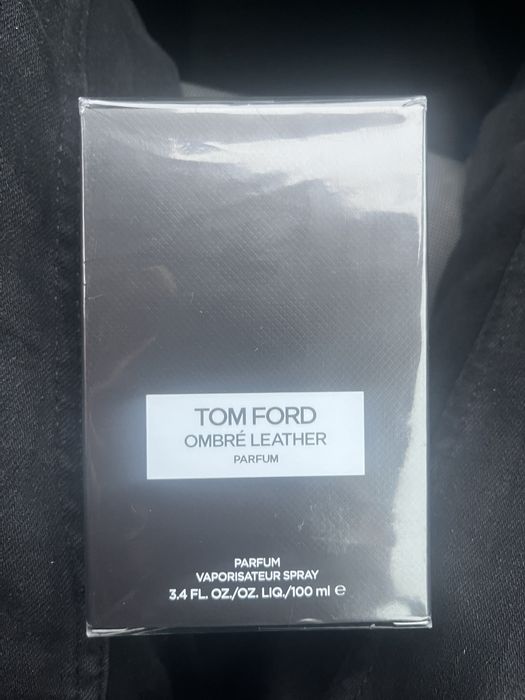 TOM FORD
OMBRÉ LEATHER
PARFUM
PARFUM
VAPORISATEUR SPRAY
3.4 FL. OZ./OZ. LIQ./100 ml ℮